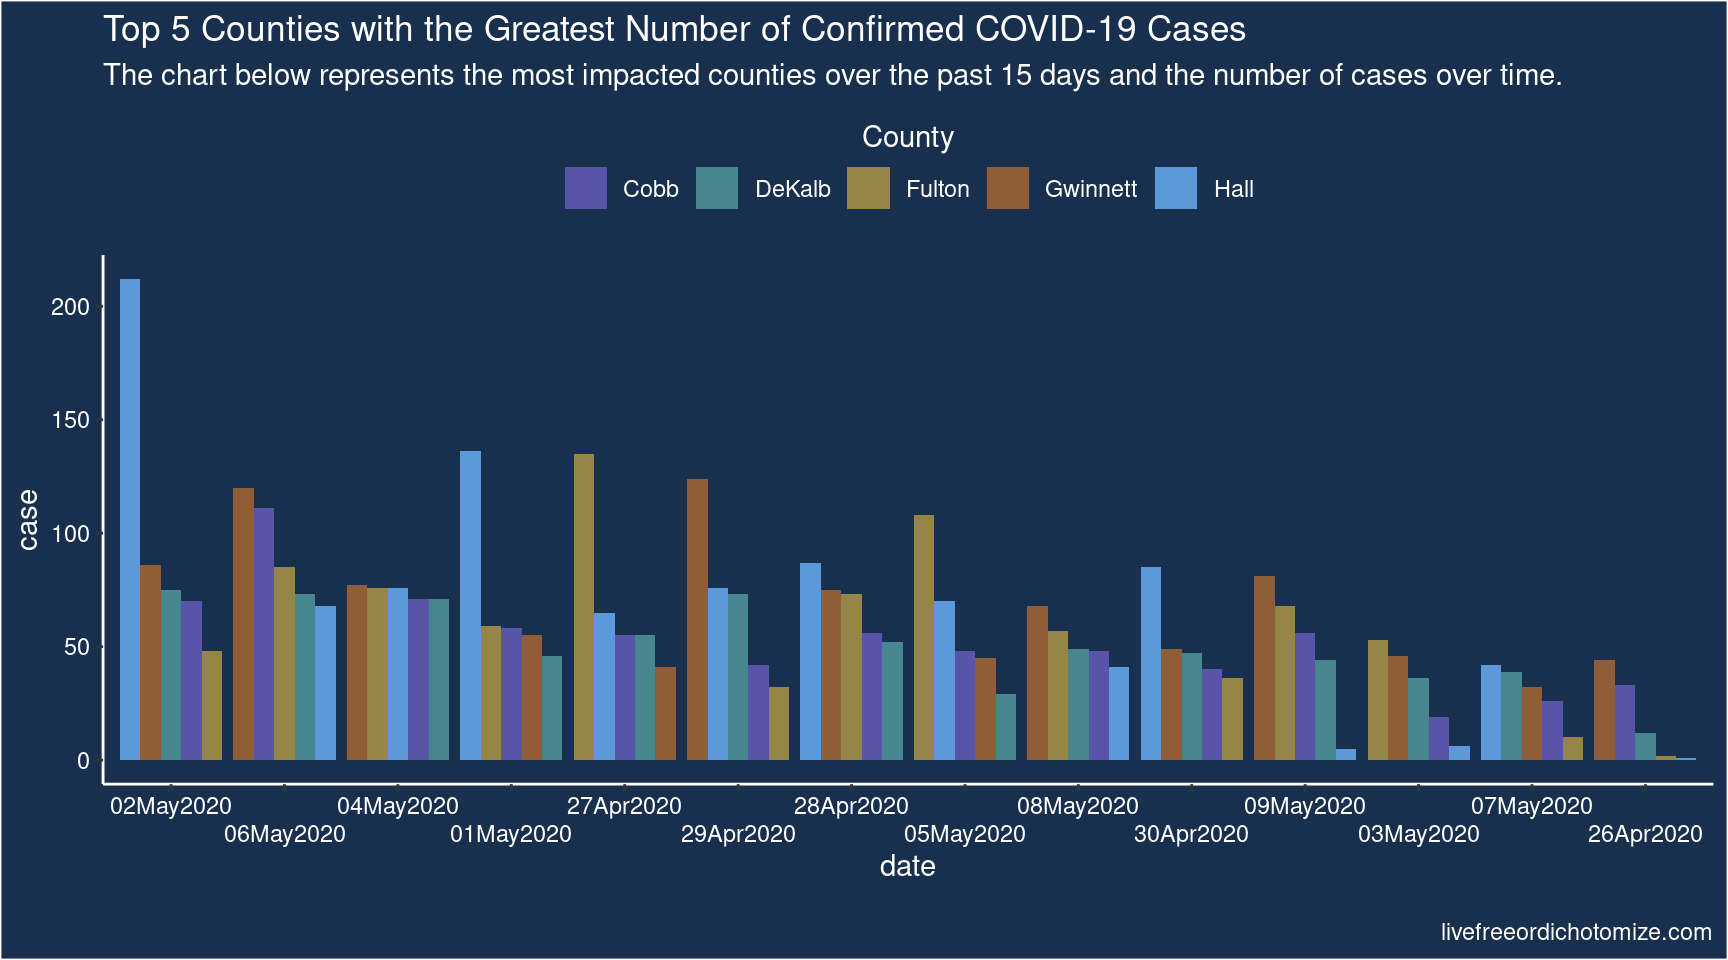 Top 5 Counties with the Greatest Number of Confirmed COVID-19 Cases
The chart below represents the most impacted counties over the past 15 days and the number of cases over time.
County
Cobb DeKalb Fulton Gwinnett Hall
200
150
100
50
0
case
02May2020 04May2020 27Apr2020 28Apr2020 08May2020 09May2020 07May2020
06May2020 01May2020 29Apr2020 05May2020 30Apr2020 03May2020 26Apr2020
date
livefreeordichotomize.com